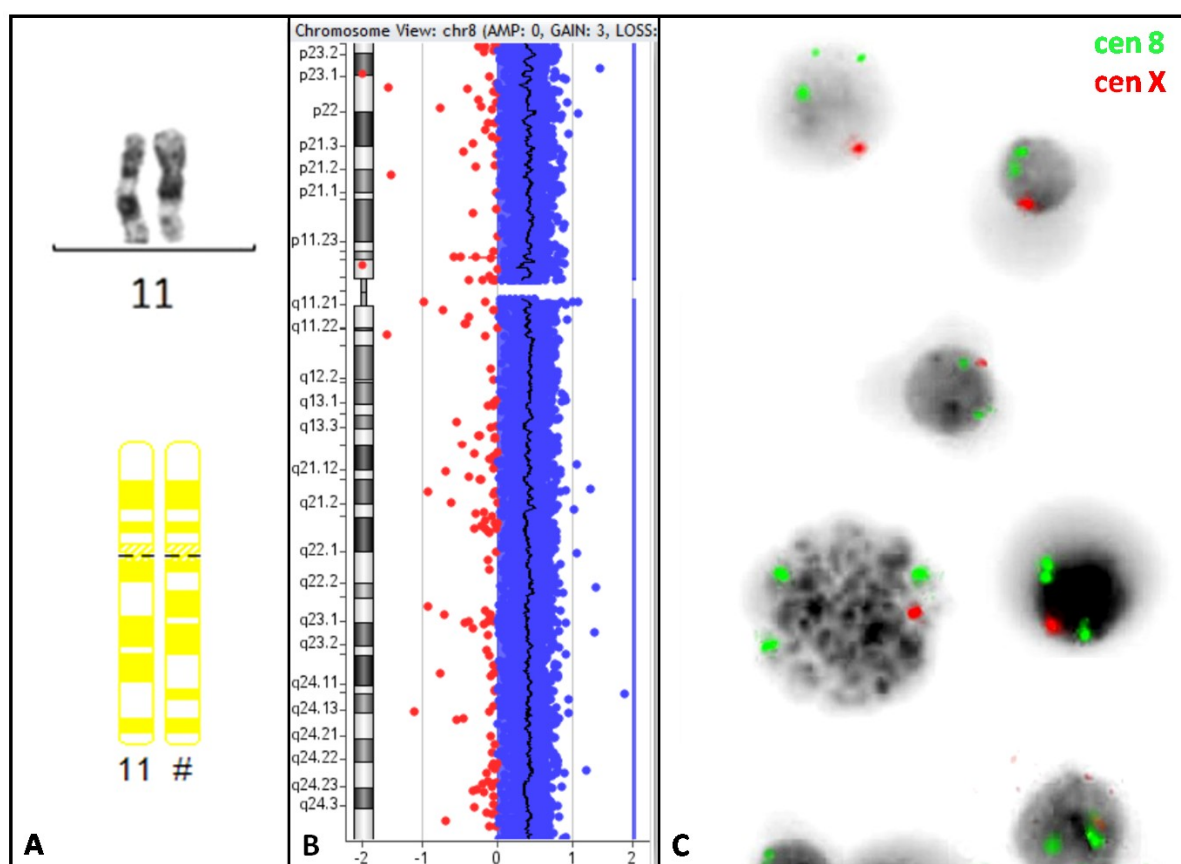 11
11 #
A
Chromosome View: chr8 (AMP: 0, GAIN: 3, LOSS:
p23.2
p23.1
p22
p21.3
p21.2
p21.1
p11.23
q11.21
q11.22
q12.2
q13.1
q13.3
q21.12
q21.2
q22.1
q22.2
q23.1
q23.2
q24.11
q24.13
q24.21
q24.22
q24.23
q24.3
-2 -1 0 1 2
B
cen 8
cen X
C